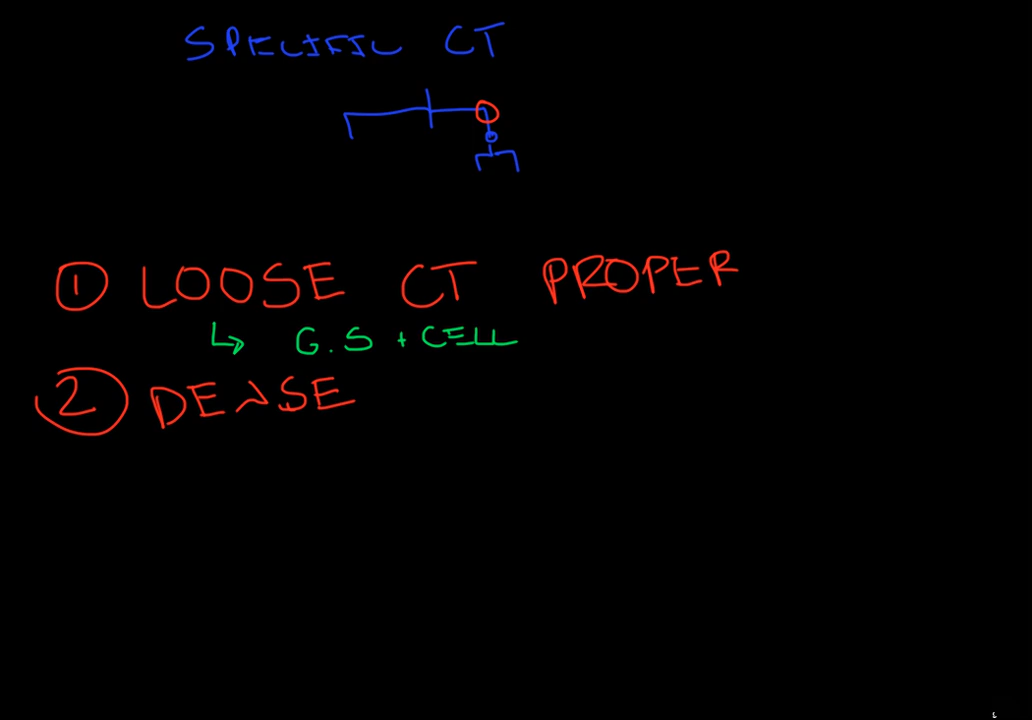 SPECIFIC CT
① LOOSE CT PROPER
↳ G.S + CELL
② DENSE